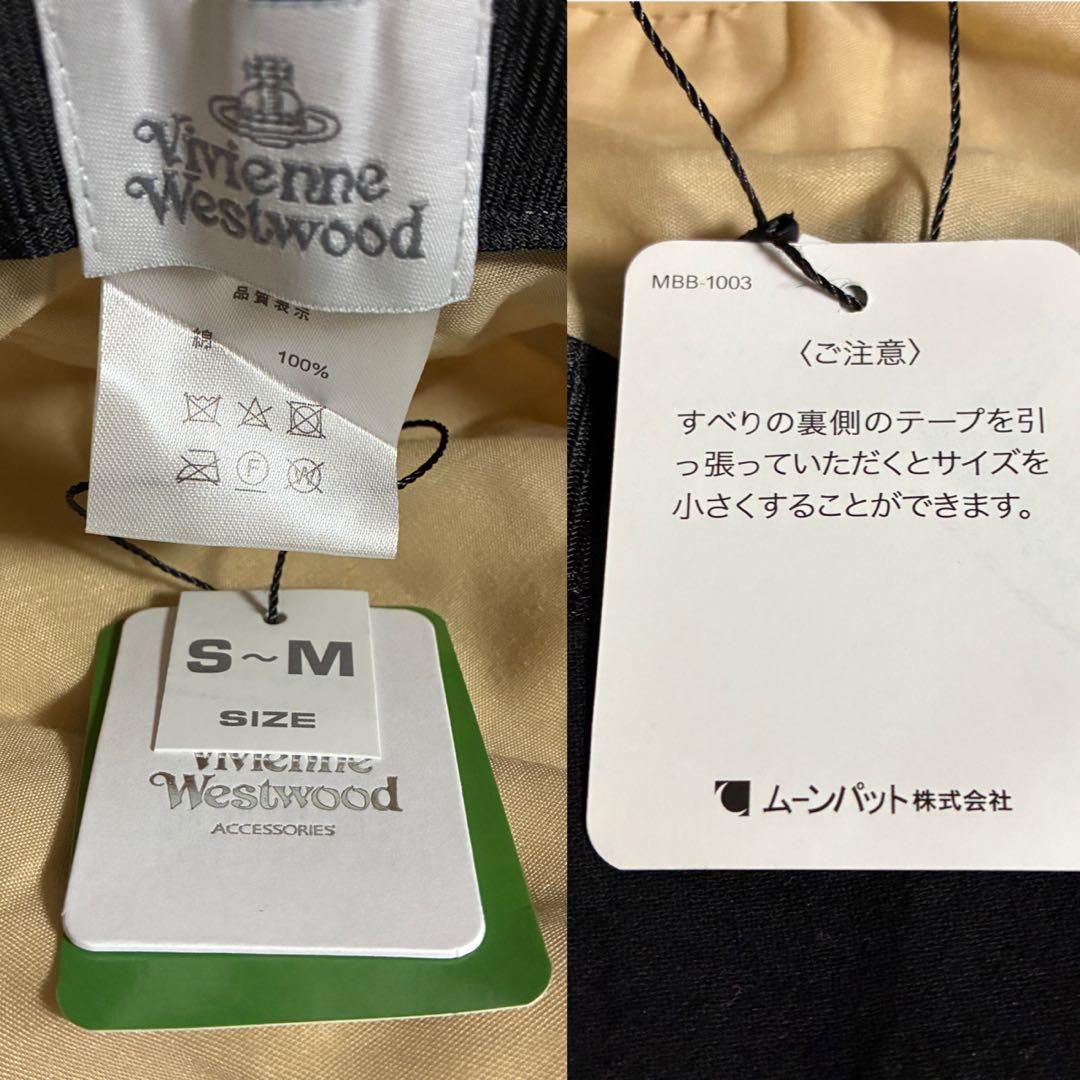 Vivienne
Westwood
品質表示
綿 100%
F
W
S～M
SIZE
Vivienne
Westwood
ACCESSORIES
MBB-1003
〈ご注意〉
すべりの裏側のテープを引
っ張っていただくとサイズを
小さくすることができます。
ムーンパット株式会社